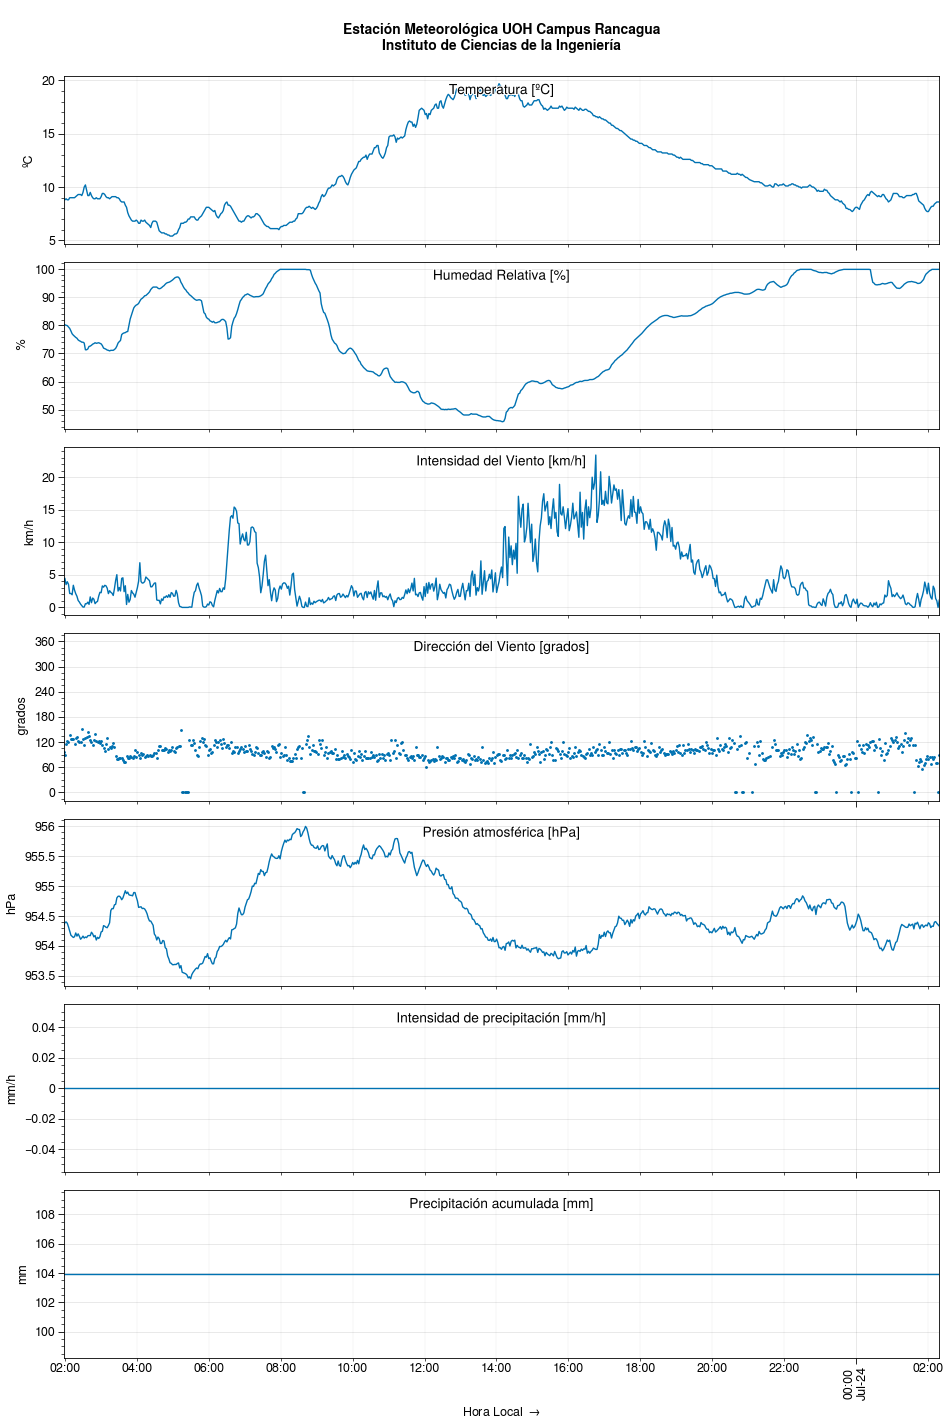 Estación Meteorológica UOH Campus Rancagua
Instituto de Ciencias de la Ingeniería
Temperatura [ºC]
ºC
20
15
10
5
Humedad Relativa [%]
%
100
90
80
70
60
50
Intensidad del Viento [km/h]
km/h
20
15
10
5
0
Dirección del Viento [grados]
grados
360
300
240
180
120
60
0
Presión atmosférica [hPa]
hPa
956
955.5
955
954.5
954
953.5
Intensidad de precipitación [mm/h]
mm/h
0.04
0.02
0
−0.02
−0.04
Precipitación acumulada [mm]
mm
108
106
104
102
100
02:00 04:00 06:00 08:00 10:00 12:00 14:00 16:00 18:00 20:00 22:00 00:00 02:00
Jul-24
Hora Local →